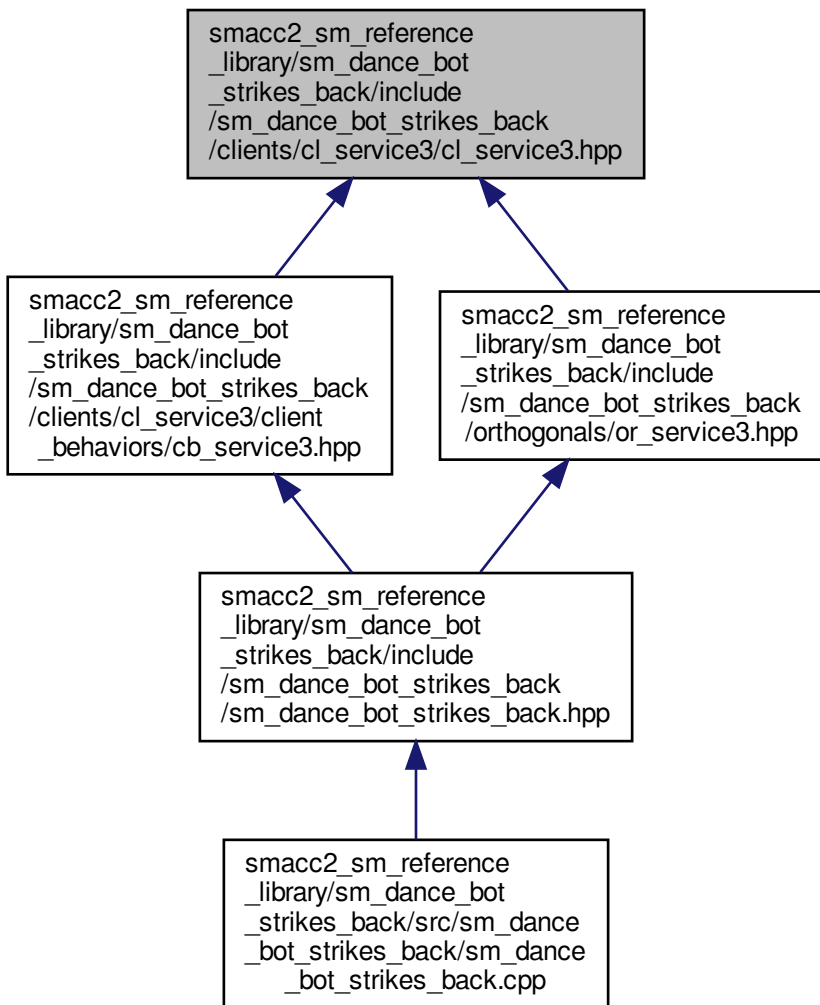 smacc2_sm_reference
_library/sm_dance_bot
_strikes_back/include
/sm_dance_bot_strikes_back
/clients/cl_service3/cl_service3.hpp
smacc2_sm_reference
_library/sm_dance_bot
_strikes_back/include
/sm_dance_bot_strikes_back
/clients/cl_service3/client
_behaviors/cb_service3.hpp
smacc2_sm_reference
_library/sm_dance_bot
_strikes_back/include
/sm_dance_bot_strikes_back
/orthogonals/or_service3.hpp
smacc2_sm_reference
_library/sm_dance_bot
_strikes_back/include
/sm_dance_bot_strikes_back
/sm_dance_bot_strikes_back.hpp
smacc2_sm_reference
_library/sm_dance_bot
_strikes_back/src/sm_dance
_bot_strikes_back/sm_dance
_bot_strikes_back.cpp